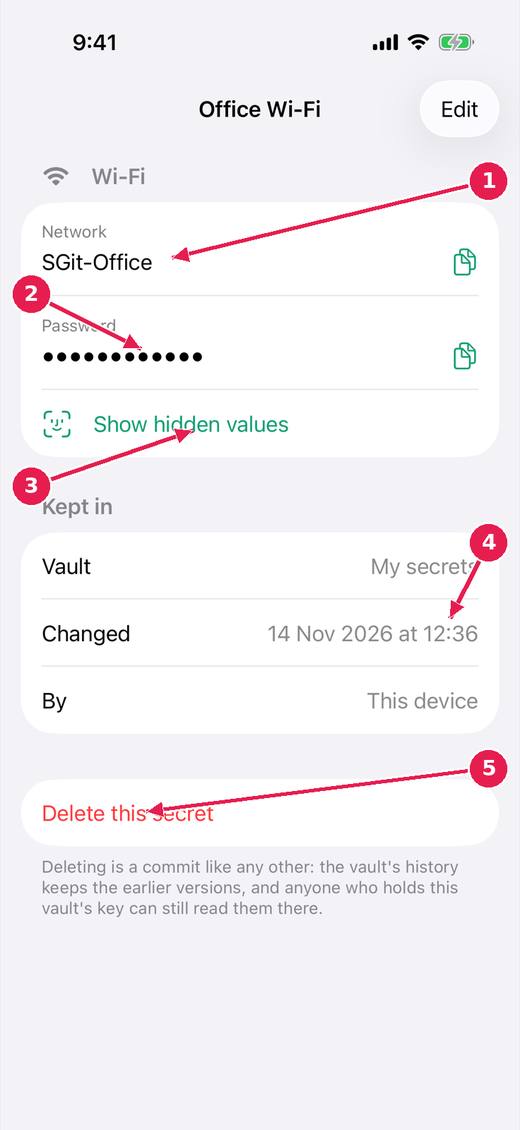 9:41
Office Wi-Fi
Edit
Wi-Fi
1
Network
SGit-Office
2
Password
●●●●●●●●●●●●
Show hidden values
3
Kept in
4
Vault
My secrets
Changed
14 Nov 2026 at 12:36
By
This device
5
Delete this secret
Deleting is a commit like any other: the vault's history
keeps the earlier versions, and anyone who holds this
vault's key can still read them there.